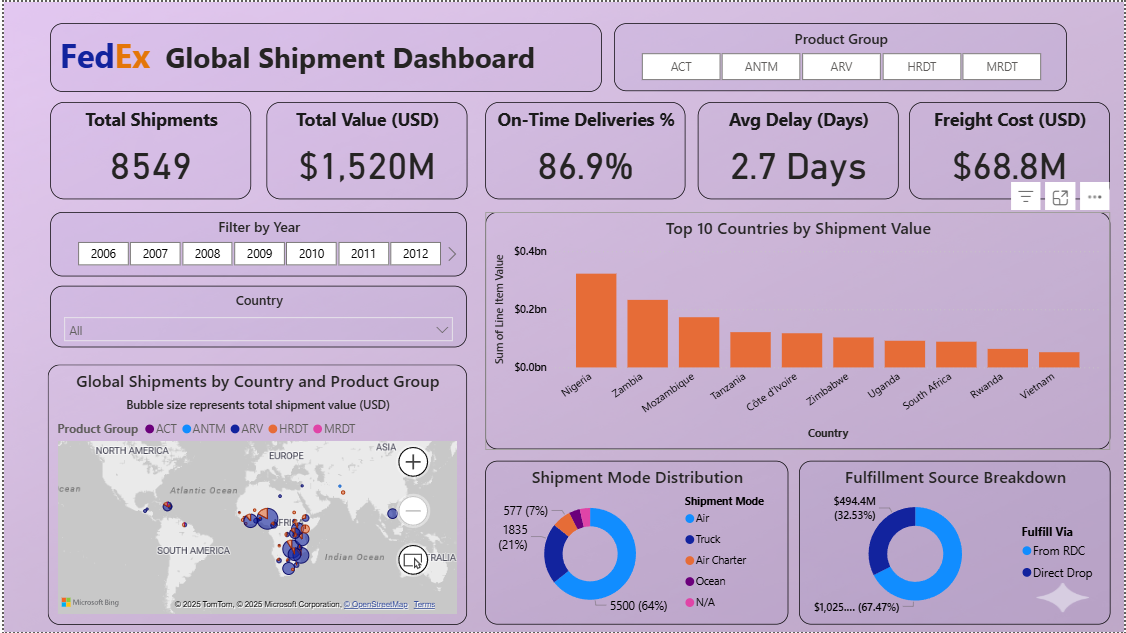 FedEx Global Shipment Dashboard
Product Group
ACT ANTM ARV HRDT MRDT
Total Shipments
8549
Total Value (USD)
$1,520M
On-Time Deliveries %
86.9%
Avg Delay (Days)
2.7 Days
Freight Cost (USD)
$68.8M
Filter by Year
2006 2007 2008 2009 2010 2011 2012
Country
All
Top 10 Countries by Shipment Value
Sum of Line Item Value
$0.4bn
$0.2bn
$0.0bn
Nigeria
Zambia
Mozambique
Tanzania
Côte d'Ivoire
Zimbabwe
Uganda
South Africa
Rwanda
Vietnam
Country
Global Shipments by Country and Product Group
Bubble size represents total shipment value (USD)
Product Group ACT ANTM ARV HRDT MRDT
NORTH AMERICA
EUROPE
ASIA
cean
Atlantic Ocean
AFRI
SOUTH AMERICA
Indian Ocean
RALIA
Microsoft Bing
© 2025 TomTom, © 2025 Microsoft Corporation, © OpenStreetMap Terms
Shipment Mode Distribution
577 (7%)
1835
(21%)
5500 (64%)
Shipment Mode
Air
Truck
Air Charter
Ocean
N/A
Fulfillment Source Breakdown
$494.4M
(32.53%)
$1,025.... (67.47%)
Fulfill Via
From RDC
Direct Drop